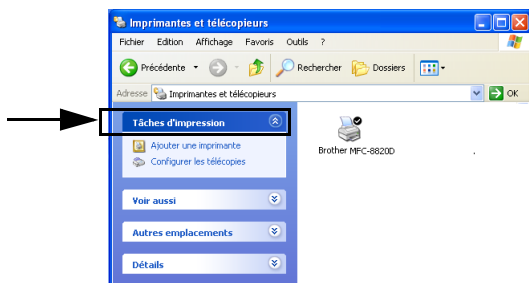 Imprimantes et télécopieurs
Fichier Edition Affichage Favoris Outils ?
Précédente Rechercher Dossiers
Adresse Imprimantes et télécopieurs OK
Tâches d'impression
Ajouter une imprimante
Configurer les télécopies
Brother MFC-8820D
Voir aussi
Autres emplacements
Détails